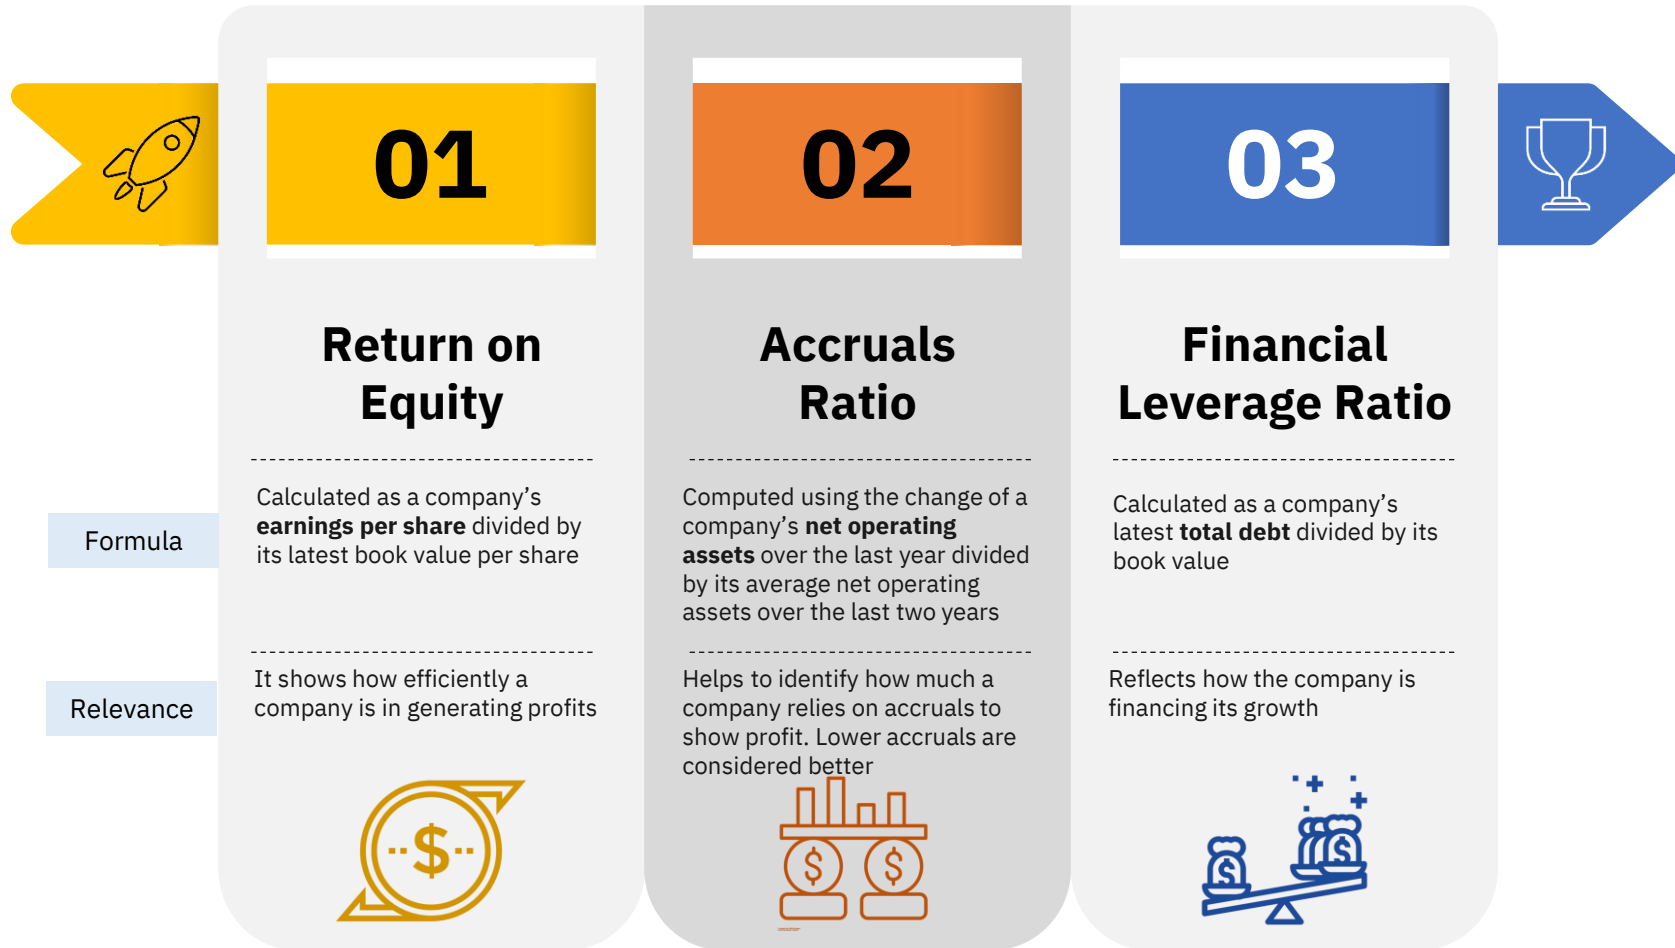 01
02
03
Return on
Equity
Accruals
Ratio
Financial
Leverage Ratio
Formula
Calculated as a company’s
earnings per share divided by
its latest book value per share
Computed using the change of a
company’s net operating
assets over the last year divided
by its average net operating
assets over the last two years
Calculated as a company’s
latest total debt divided by its
book value
Relevance
It shows how efficiently a
company is in generating profits
Helps to identify how much a
company relies on accruals to
show profit. Lower accruals are
considered better
Reflects how the company is
financing its growth
$
$ $
$ $